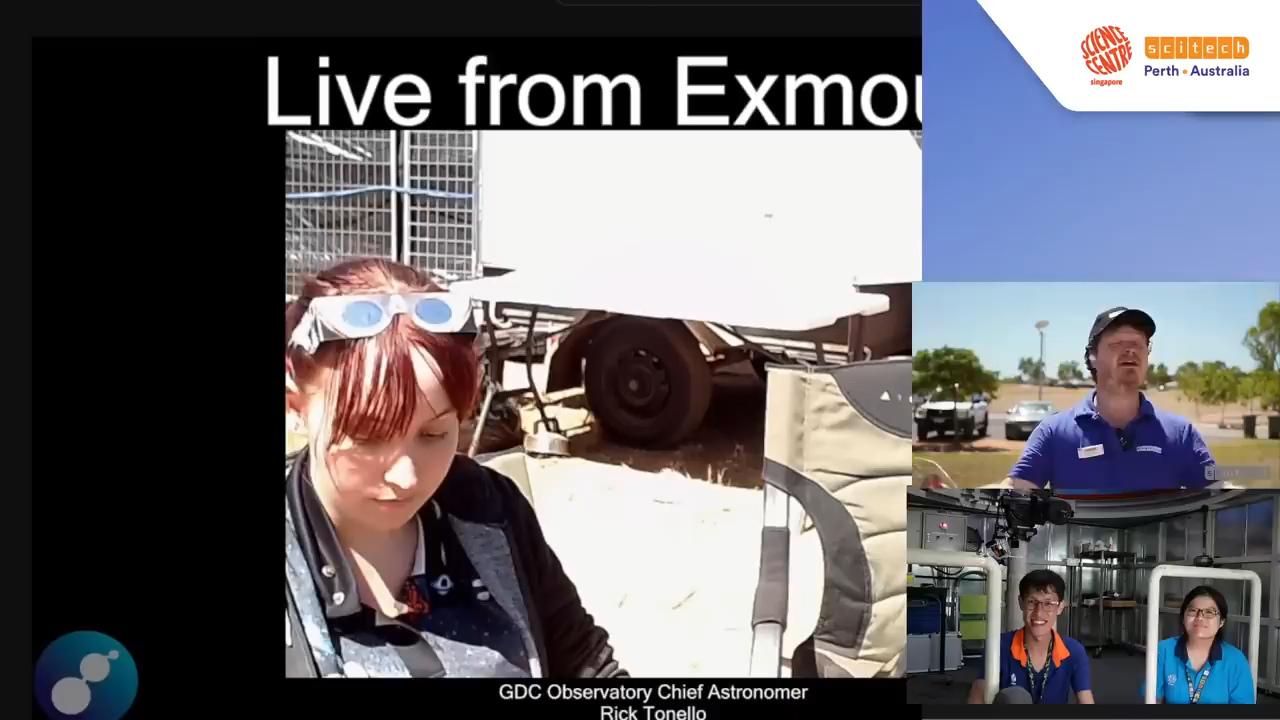 Live from Exmou
SCIENCE
CENTRE
singapore
scitech
Perth • Australia
GDC Observatory Chief Astronomer
Rick Tonello